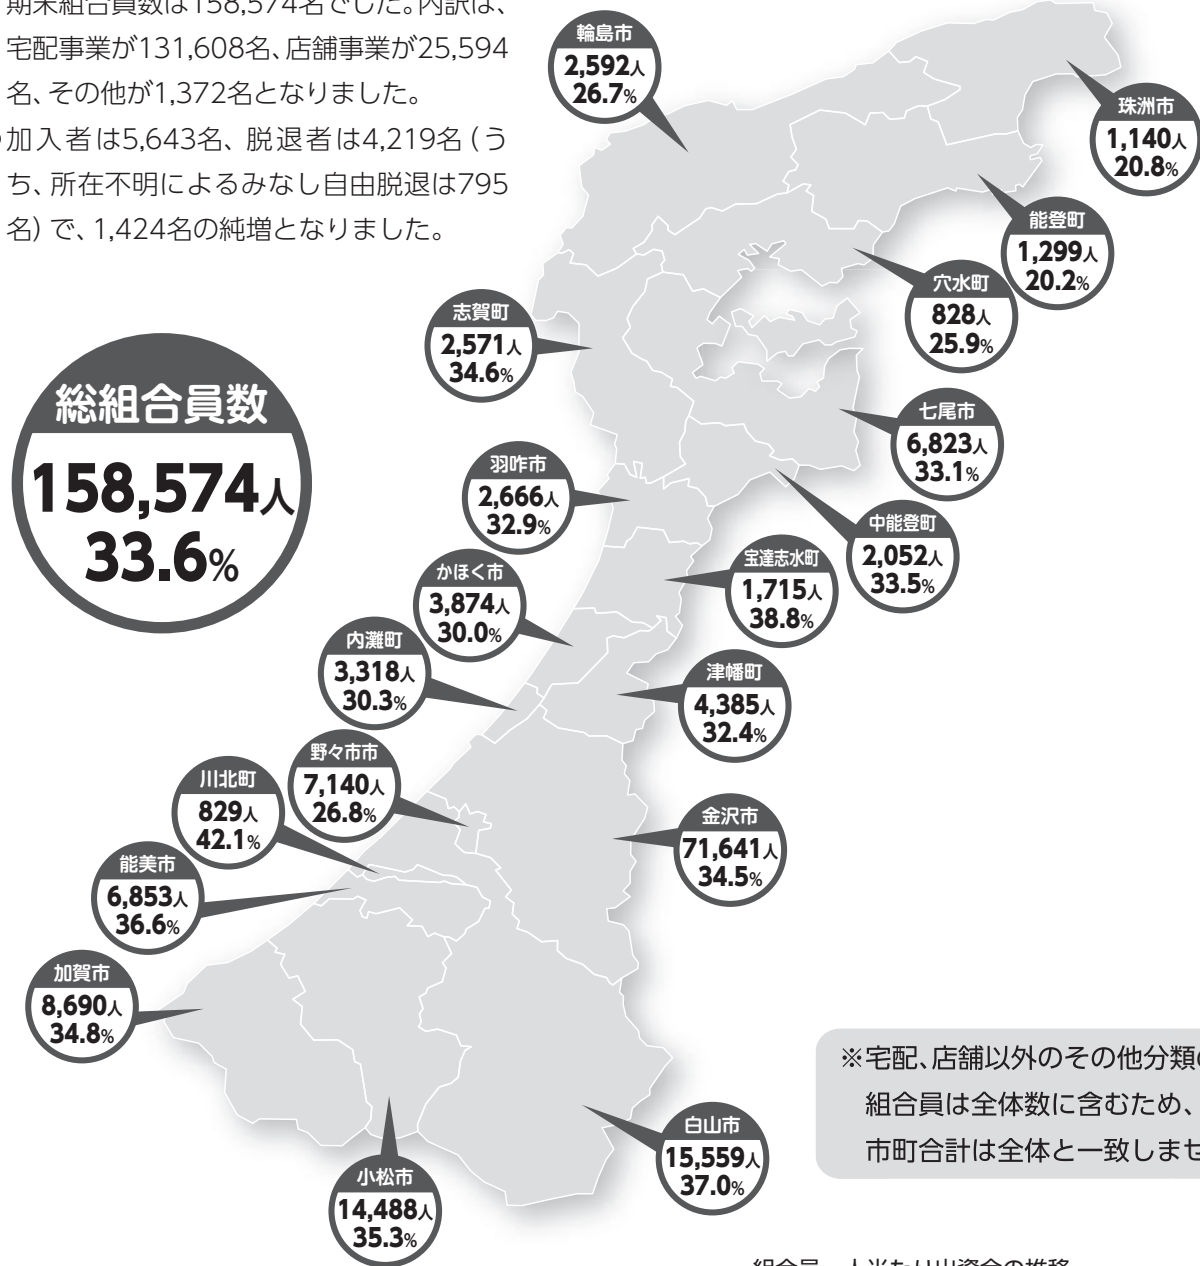 期末組合員数は158,574名でした。内訳は、
宅配事業が131,608名、店舗事業が25,594
名、その他が1,372名となりました。
加入者は5,643名、脱退者は4,219名（う
ち、所在不明によるみなし自由脱退は795
名）で、1,424名の純増となりました。
総組合員数
158,574人
33.6%
輪島市
2,592人
26.7%
珠洲市
1,140人
20.8%
能登町
1,299人
20.2%
穴水町
828人
25.9%
志賀町
2,571人
34.6%
七尾市
6,823人
33.1%
羽咋市
2,666人
32.9%
中能登町
2,052人
33.5%
宝達志水町
1,715人
38.8%
かほく市
3,874人
30.0%
内灘町
3,318人
30.3%
津幡町
4,385人
32.4%
野々市市
7,140人
26.8%
川北町
829人
42.1%
金沢市
71,641人
34.5%
能美市
6,853人
36.6%
加賀市
8,690人
34.8%
白山市
15,559人
37.0%
小松市
14,488人
35.3%
※宅配、店舗以外のその他分類
組合員は全体数に含むため、
市町合計は全体と一致しませ
組合員一人当たり出資金の推移